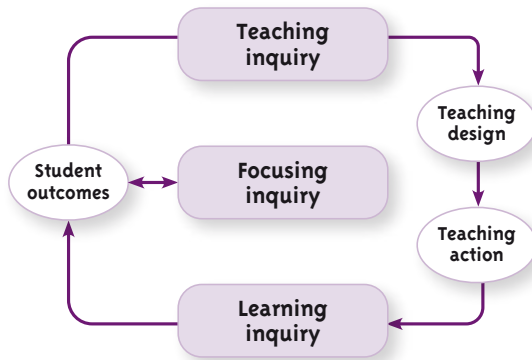 Teaching
inquiry
Teaching
design
Student
outcomes
Focusing
inquiry
Teaching
action
Learning
inquiry